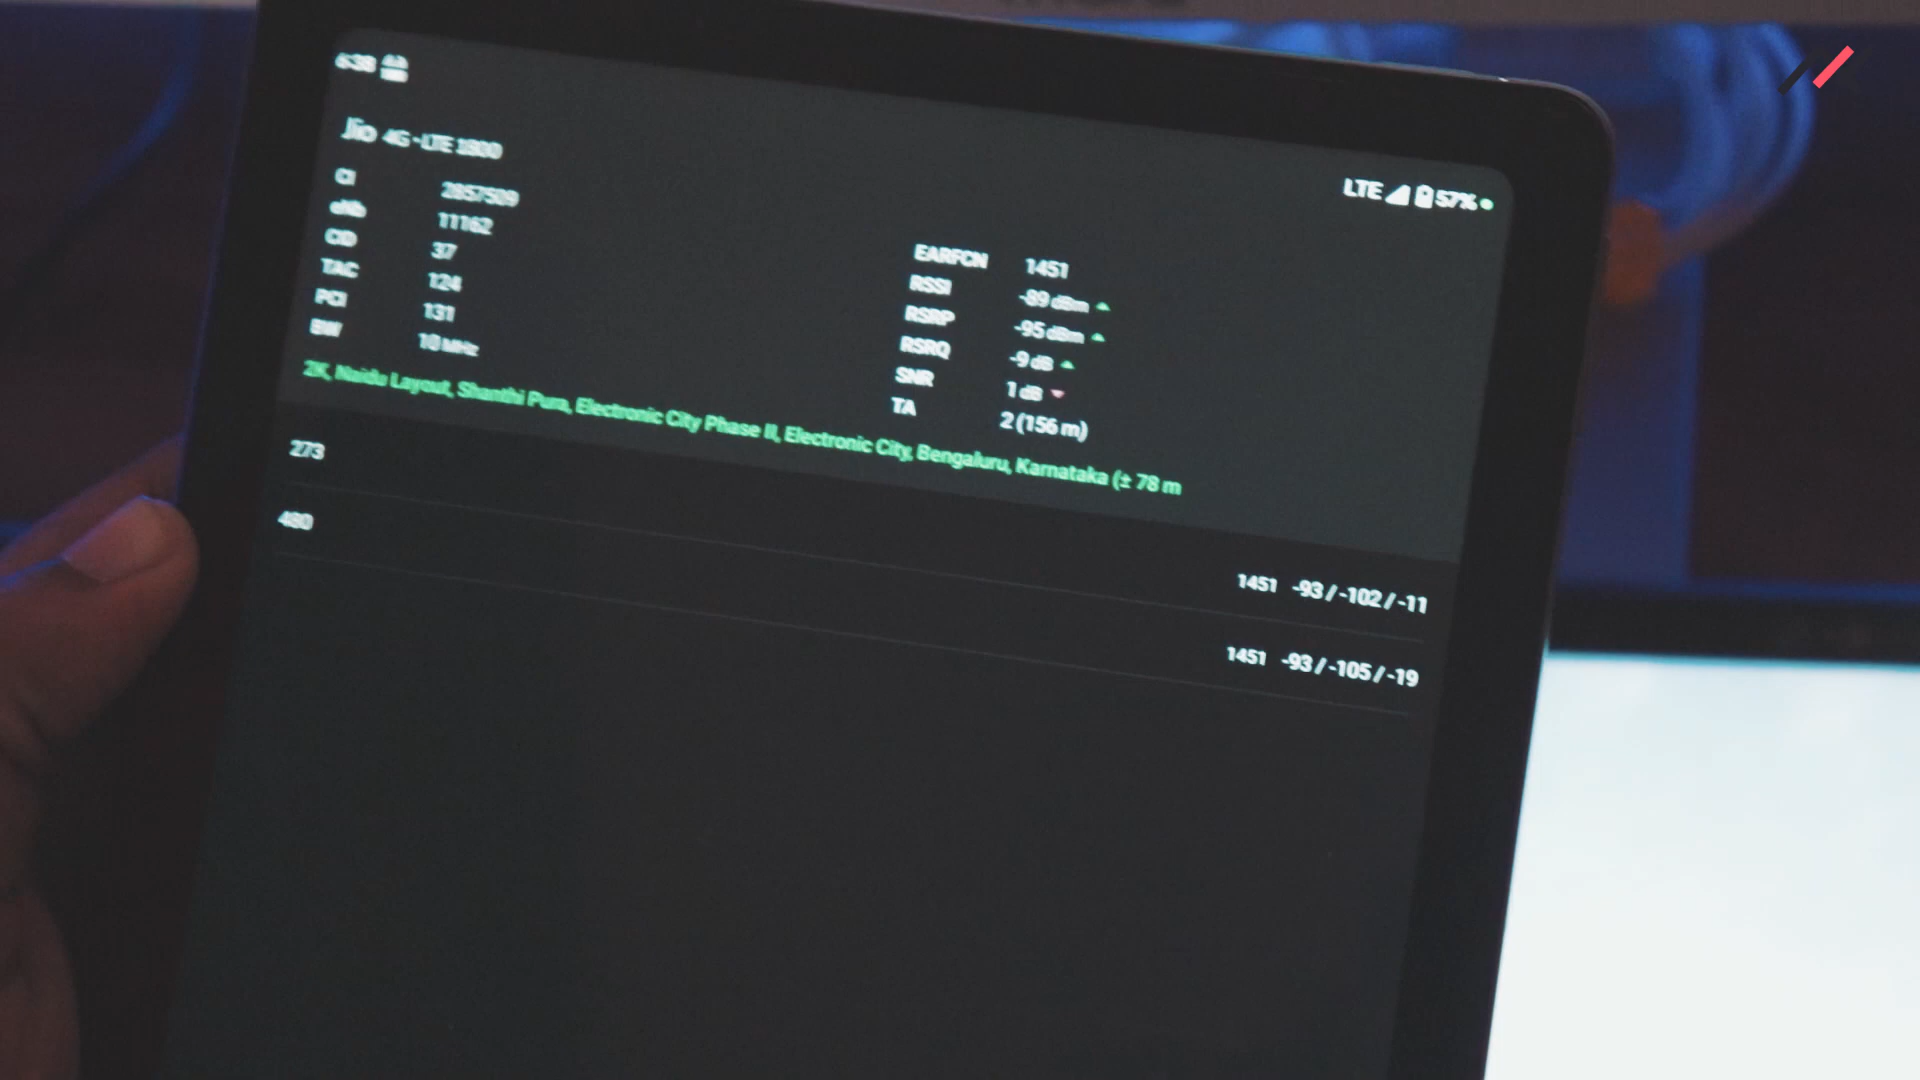 6:38
LTE 57%
Jio 4G - LTE 1800
CI 2857509
eNb 11162
CID 37
TAC 124
PCI 131
BW 10 MHz
EARFCN 1451
RSSI -89 dBm
RSRP -95 dBm
RSRQ -9 dB
SNR 1 dB
TA 2 (156 m)
2K, Naidu Layout, Shanthi Pura, Electronic City Phase II, Electronic City, Bengaluru, Karnataka (± 78 m
273 1451 -93 / -102 / -11
480 1451 -93 / -105 / -19